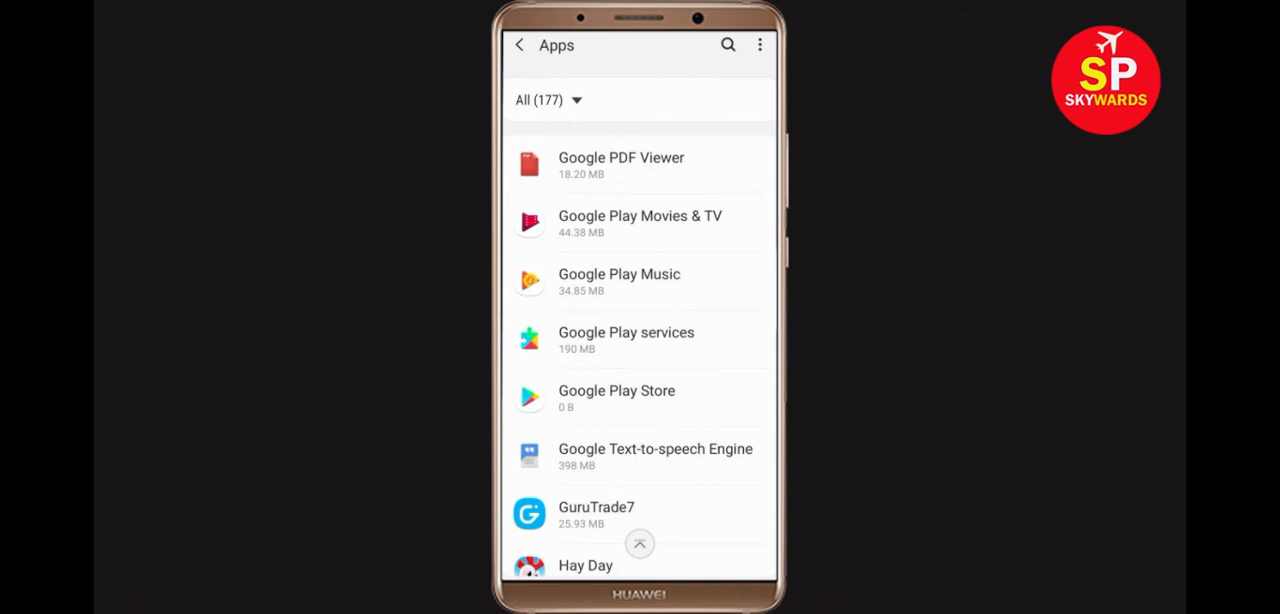 Apps
All (177)
Google PDF Viewer
18.20 MB
Google Play Movies & TV
44.38 MB
Google Play Music
34.85 MB
Google Play services
190 MB
Google Play Store
0 B
Google Text-to-speech Engine
398 MB
GuruTrade7
25.93 MB
Hay Day
HUAWEI
SP
SKYWARDS